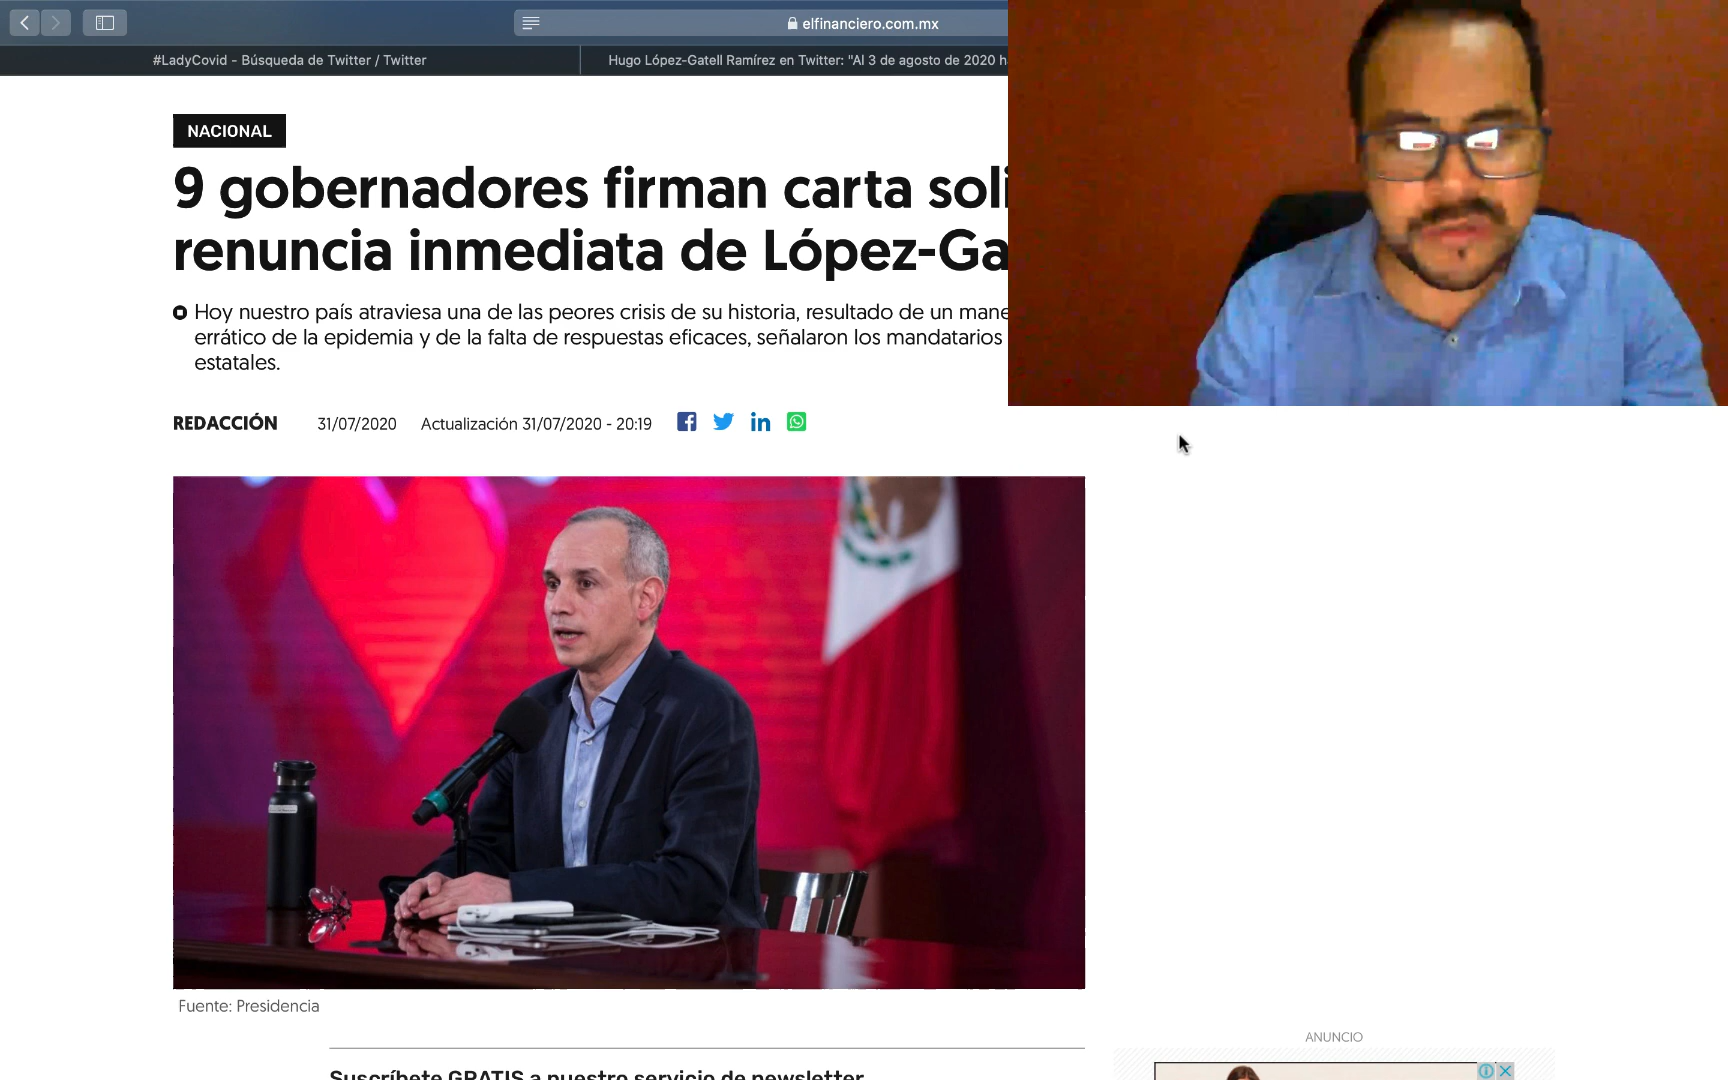 elfinanciero.com.mx
#LadyCovid - Búsqueda de Twitter / Twitter
Hugo López-Gatell Ramírez en Twitter: "Al 3 de agosto de 2020 h
NACIONAL
9 gobernadores firman carta soli
renuncia inmediata de López-Ga
Hoy nuestro país atraviesa una de las peores crisis de su historia, resultado de un mane
errático de la epidemia y de la falta de respuestas eficaces, señalaron los mandatarios
estatales.
REDACCIÓN 31/07/2020 Actualización 31/07/2020 - 20:19
Fuente: Presidencia
ANUNCIO
Suscríbete GRATIS a nuestro servicio de newsletter